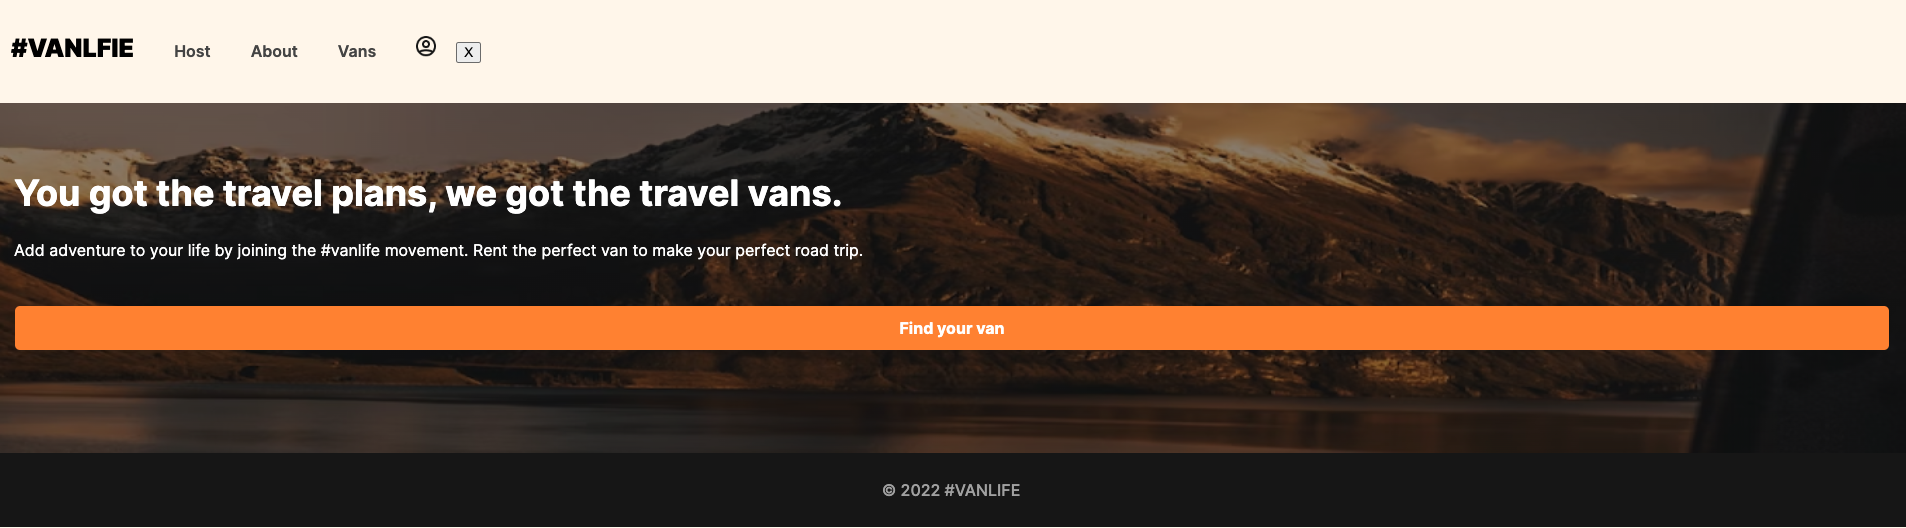 #VANLFIE Host About Vans X
You got the travel plans, we got the travel vans.
Add adventure to your life by joining the #vanlife movement. Rent the perfect van to make your perfect road trip.
Find your van
© 2022 #VANLIFE